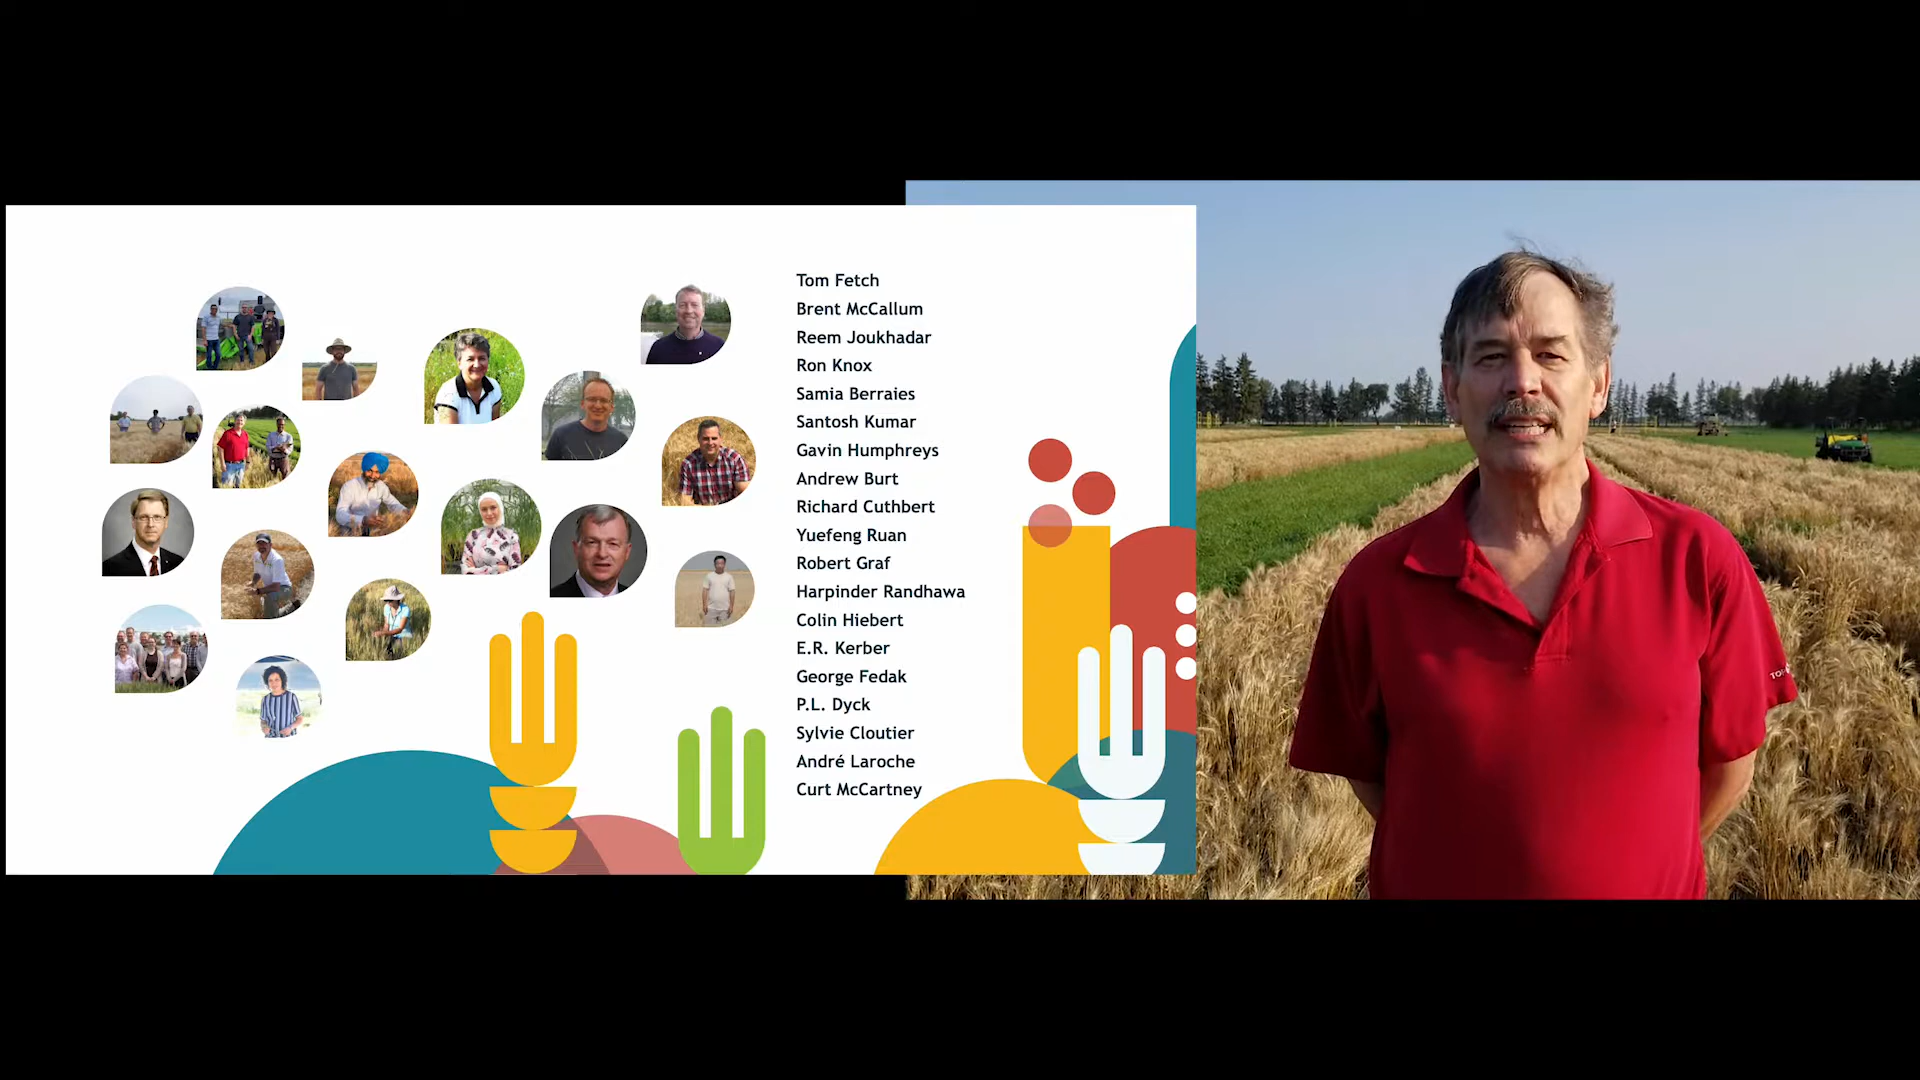 Tom Fetch
Brent McCallum
Reem Joukhadar
Ron Knox
Samia Berraies
Santosh Kumar
Gavin Humphreys
Andrew Burt
Richard Cuthbert
Yuefeng Ruan
Robert Graf
Harpinder Randhawa
Colin Hiebert
E.R. Kerber
George Fedak
P.L. Dyck
Sylvie Cloutier
André Laroche
Curt McCartney